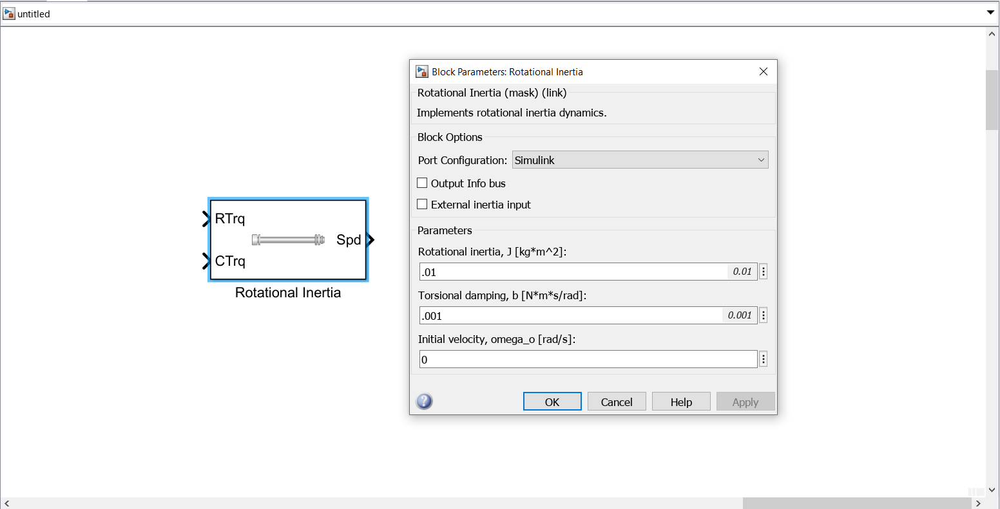 untitled
Block Parameters: Rotational Inertia
Rotational Inertia (mask) (link)
Implements rotational inertia dynamics.
Block Options
Port Configuration: Simulink
Output Info bus
External inertia input
Parameters
Rotational inertia, J [kg*m^2]:
.01 0.01
Torsional damping, b [N*m*s/rad]:
.001 0.001
Initial velocity, omega_o [rad/s]:
0
? OK Cancel Help Apply
RTrq
Spd
CTrq
Rotational Inertia